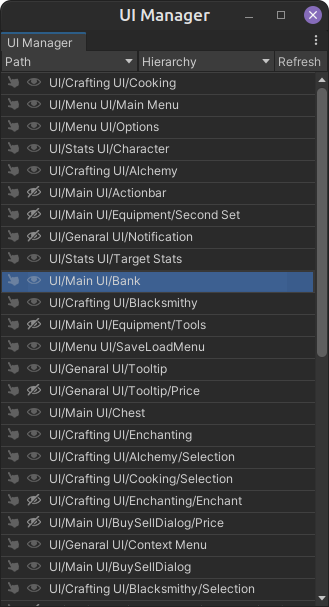 UI Manager
UI Manager
Path Hierarchy Refresh
UI/Crafting UI/Cooking
UI/Menu UI/Main Menu
UI/Menu UI/Options
UI/Stats UI/Character
UI/Crafting UI/Alchemy
UI/Main UI/Actionbar
UI/Main UI/Equipment/Second Set
UI/Genaral UI/Notification
UI/Stats UI/Target Stats
UI/Main UI/Bank
UI/Crafting UI/Blacksmithy
UI/Main UI/Equipment/Tools
UI/Menu UI/SaveLoadMenu
UI/Genaral UI/Tooltip
UI/Genaral UI/Tooltip/Price
UI/Main UI/Chest
UI/Crafting UI/Enchanting
UI/Crafting UI/Alchemy/Selection
UI/Crafting UI/Cooking/Selection
UI/Crafting UI/Enchanting/Enchant
UI/Main UI/BuySellDialog/Price
UI/Genaral UI/Context Menu
UI/Main UI/BuySellDialog
UI/Crafting UI/Blacksmithy/Selection